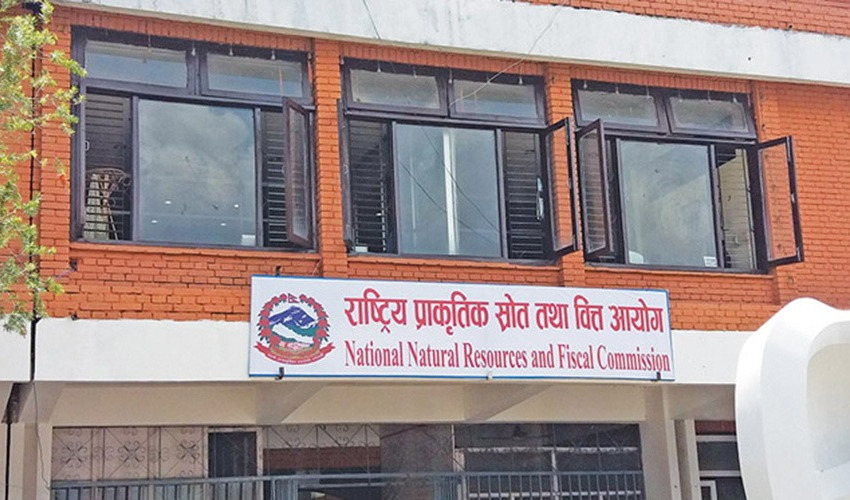 राष्ट्रिय प्राकृतिक स्रोत तथा वित्त आयोग
National Natural Resources and Fiscal Commission